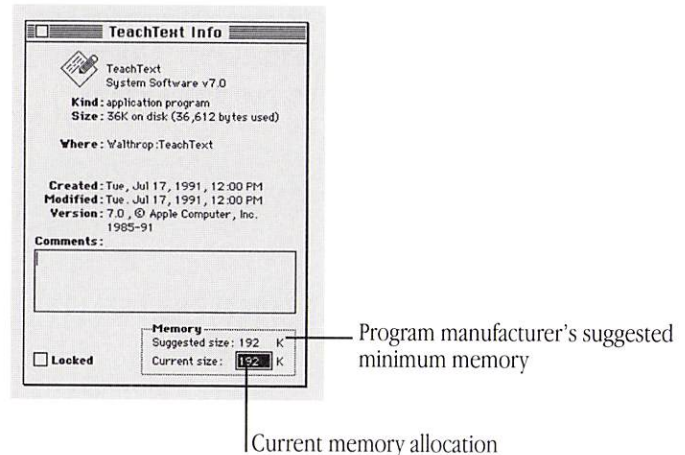 TeachText Info
TeachText
System Software v7.0
Kind: application program
Size: 36K on disk (36,612 bytes used)
Where: Walthrop:TeachText
Created: Tue, Jul 17, 1991, 12:00 PM
Modified: Tue. Jul 17, 1991, 12:00 PM
Version: 7.0, © Apple Computer, Inc.
1985-91
Comments:
Memory
Suggested size: 192 K
Locked
Current size: 192 K
Program manufacturer's suggested
minimum memory
Current memory allocation